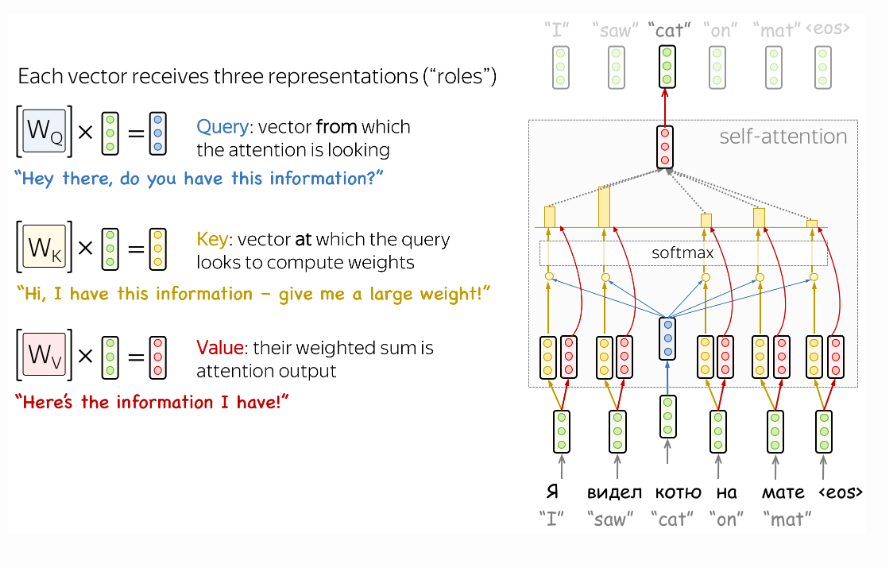 Each vector receives three representations (“roles”)
[W_Q] × =
Query: vector from which
the attention is looking
“Hey there, do you have this information?”
[W_K] × =
Key: vector at which the query
looks to compute weights
“Hi, I have this information – give me a large weight!”
[W_V] × =
Value: their weighted sum is
attention output
“Here’s the information I have!”
“I” “saw” “cat” “on” “mat” <eos>
self-attention
softmax
Я видел котю на мате <eos>
“I” “saw” “cat” “on” “mat”